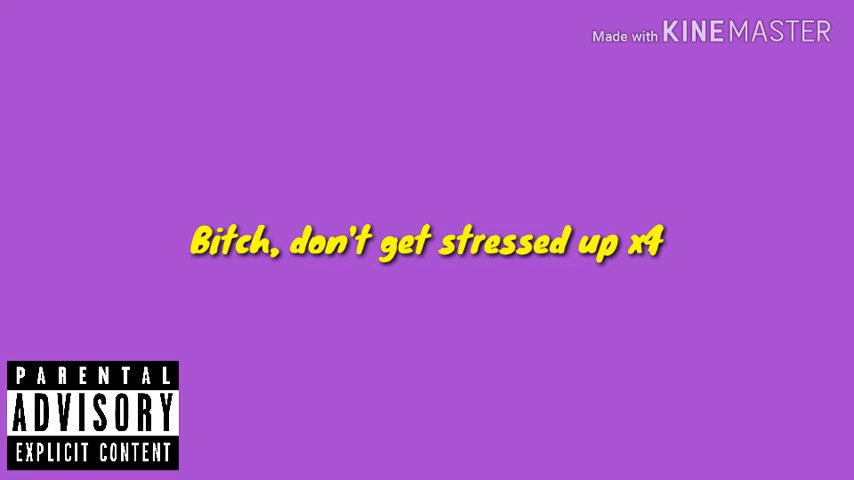 Made with KINEMASTER
Bitch, don't get stressed up x4
PARENTAL
ADVISORY
EXPLICIT CONTENT